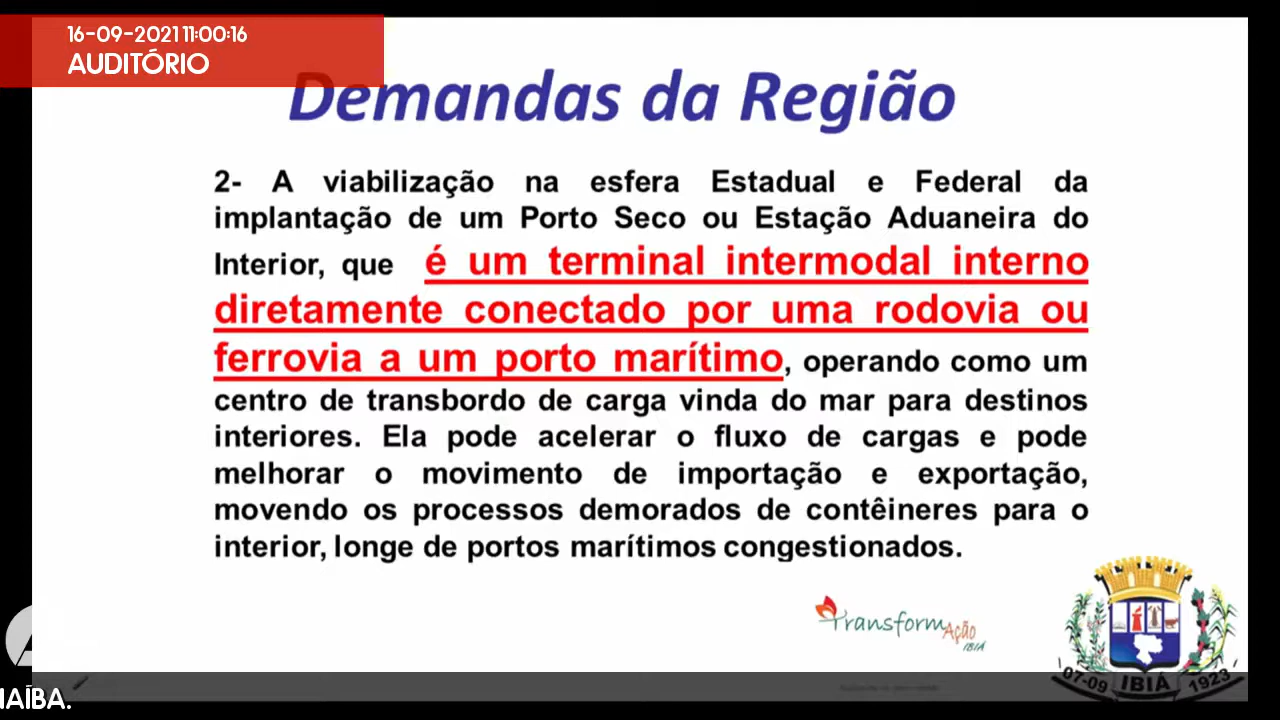 16-09-2021 11:00:16
AUDITÓRIO
Demandas da Região
2- A viabilização na esfera Estadual e Federal da
implantação de um Porto Seco ou Estação Aduaneira do
Interior, que é um terminal intermodal interno
diretamente conectado por uma rodovia ou
ferrovia a um porto marítimo, operando como um
centro de transbordo de carga vinda do mar para destinos
interiores. Ela pode acelerar o fluxo de cargas e pode
melhorar o movimento de importação e exportação,
movendo os processos demorados de contêineres para o
interior, longe de portos marítimos congestionados.
TransformAção
IBIÁ
07-09 IBIÁ 1923
NAÍBA.